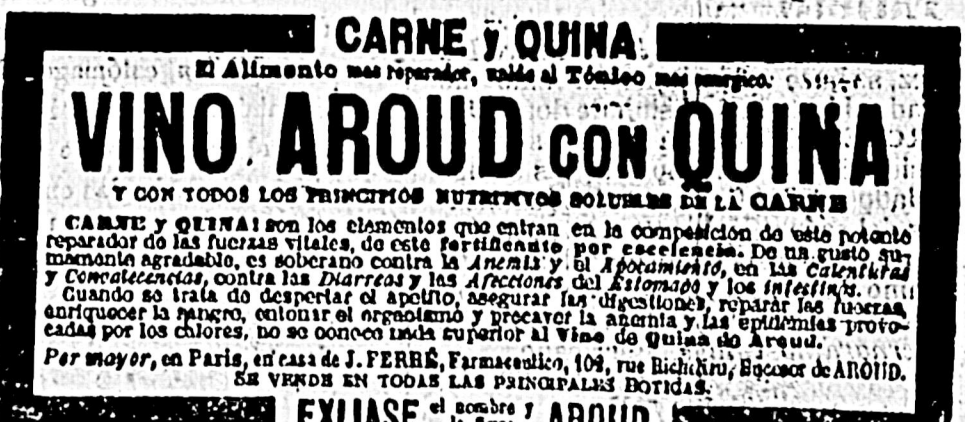 CARNE y QUINA
El Alimento mas reparador, unido al Tónico mas energico.
VINO AROUD CON QUINA
Y CON TODOS LOS PRINCIPIOS NUTRITIVOS SOLUBLES DE LA CARNE
CARNE y QUINA! son los elementos que entran en la composición de este potente
reparador de las fuerzas vitales, de este fortificante por escelencia. De un gusto su-
mamente agradable, es soberano contra la Anemia y el Apocamiento, en las Calenturas
y Convalecencias, contra las Diarreas y las Afecciones del Estomago y los intestinos.
Cuando se trata de despertar el apetito, asegurar las digestiones, reparar las fuerzas,
enriquecer la sangre, entonar el organismo y precaver la anemia y las epidemias provo-
cadas por los calores, no se conoce nada superior al Vino de Quina de Aroud.
Por mayor, en Paris, en casa de J. FERRÉ, Farmaceutico, 102, rue Richelieu, Sucesor de AROUD.
SE VENDE EN TODAS LAS PRINCIPALES BOTICAS.
EXIJASE el nombre y AROUD